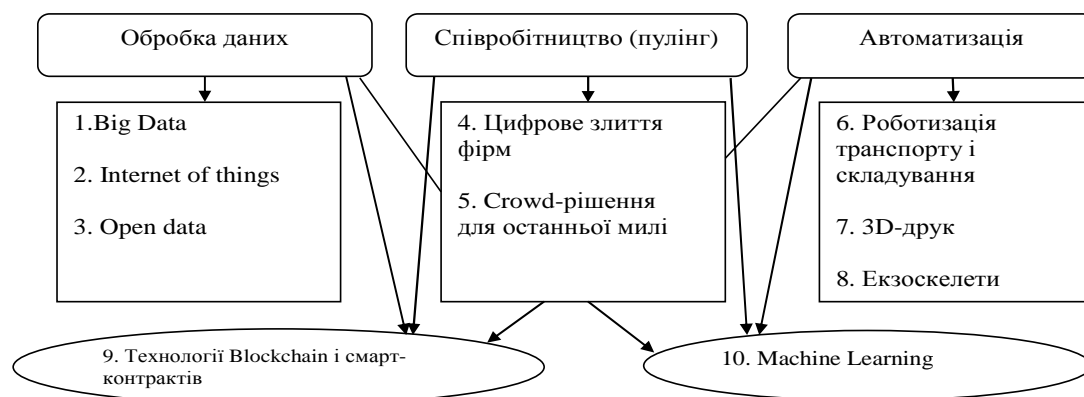 Обробка даних
Співробітництво (пулінг)
Автоматизація
1.Big Data
2. Internet of things
3. Open data
4. Цифрове злиття
фірм
5. Crowd-рішення
для останньої милі
6. Роботизація
транспорту і
складування
7. 3D-друк
8. Екзоскелети
9. Технології Blockchain і смарт-
контрактів
10. Machine Learning